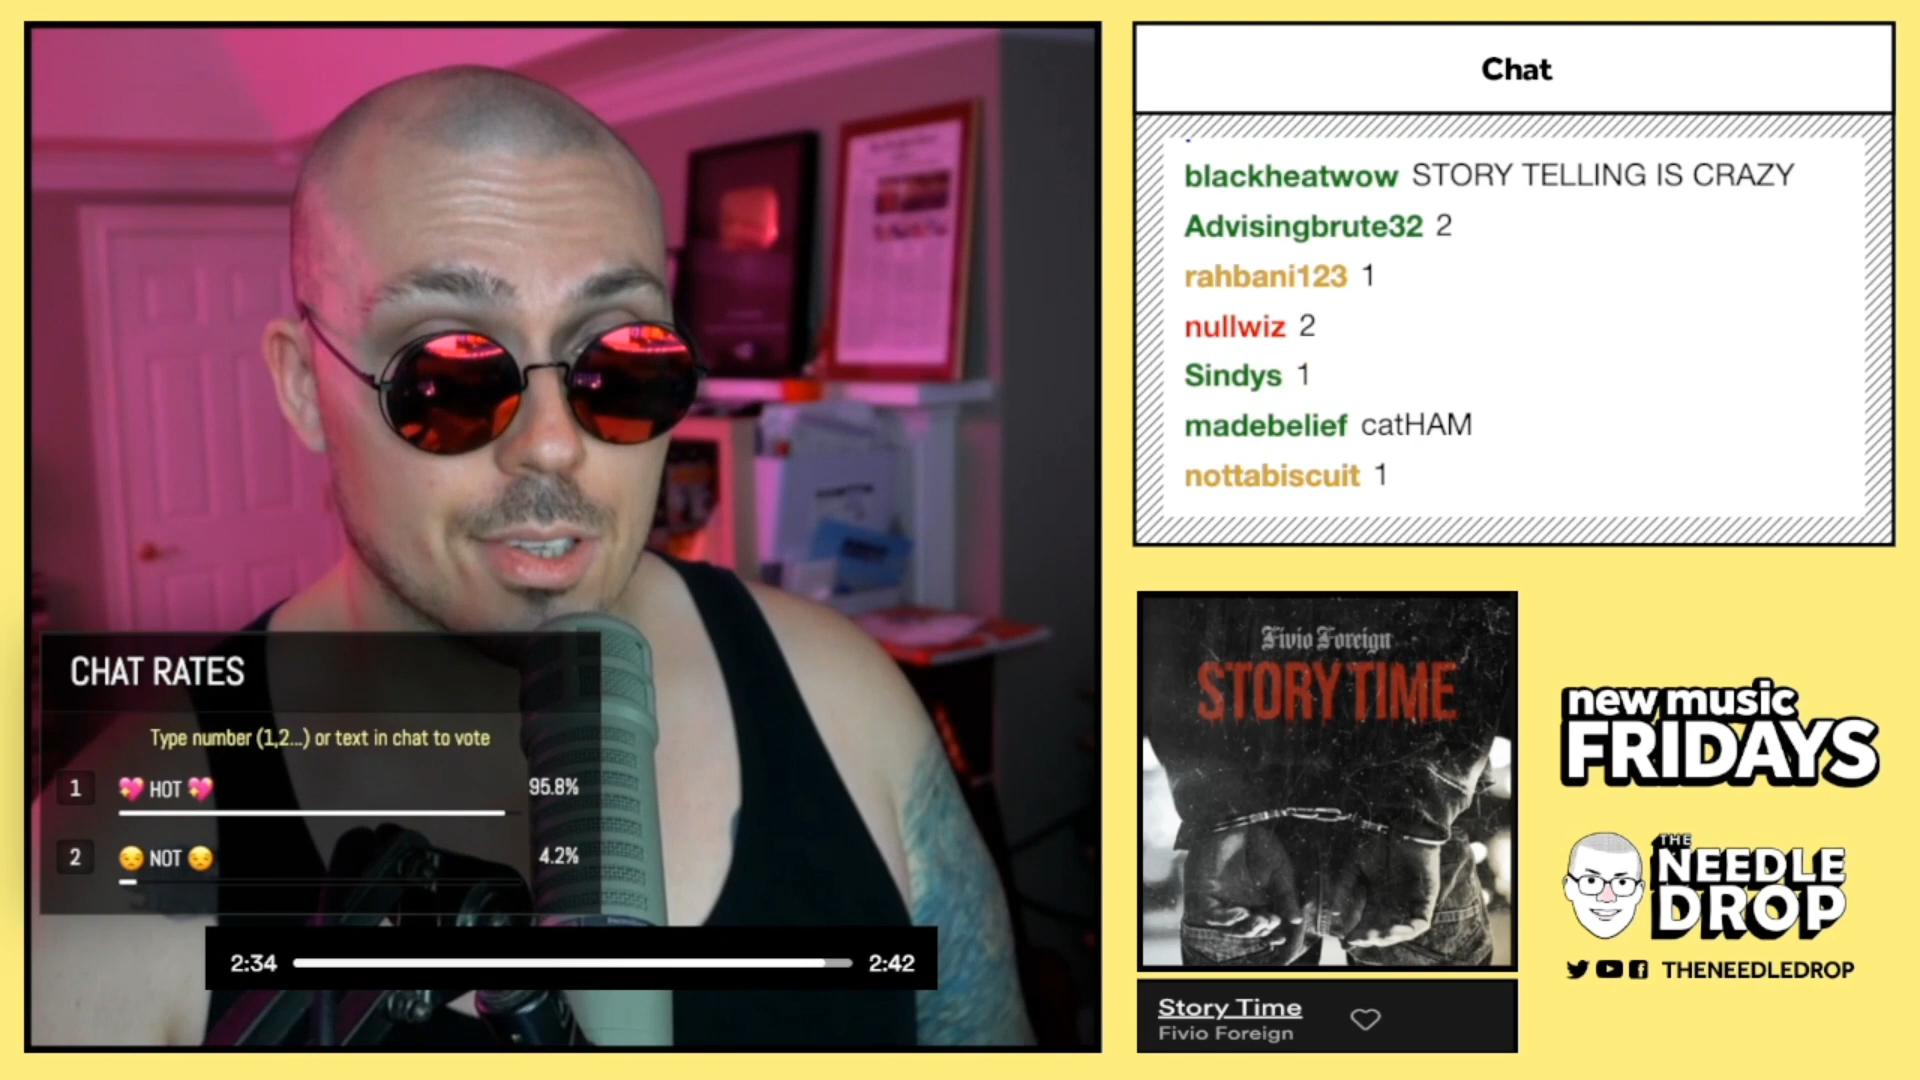 Chat
blackheatwow STORY TELLING IS CRAZY
Advisingbrute32 2
rahbani123 1
nullwiz 2
Sindys 1
madebelief catHAM
nottabiscuit 1
CHAT RATES
Type number (1,2...) or text in chat to vote
1 💖 HOT 💖 95.8%
2 😔 NOT 😔 4.2%
2:34 2:42
Fivio Foreign
STORY TIME
Story Time
Fivio Foreign
new music
FRIDAYS
THE
NEEDLE
DROP
THENEEDLEDROP